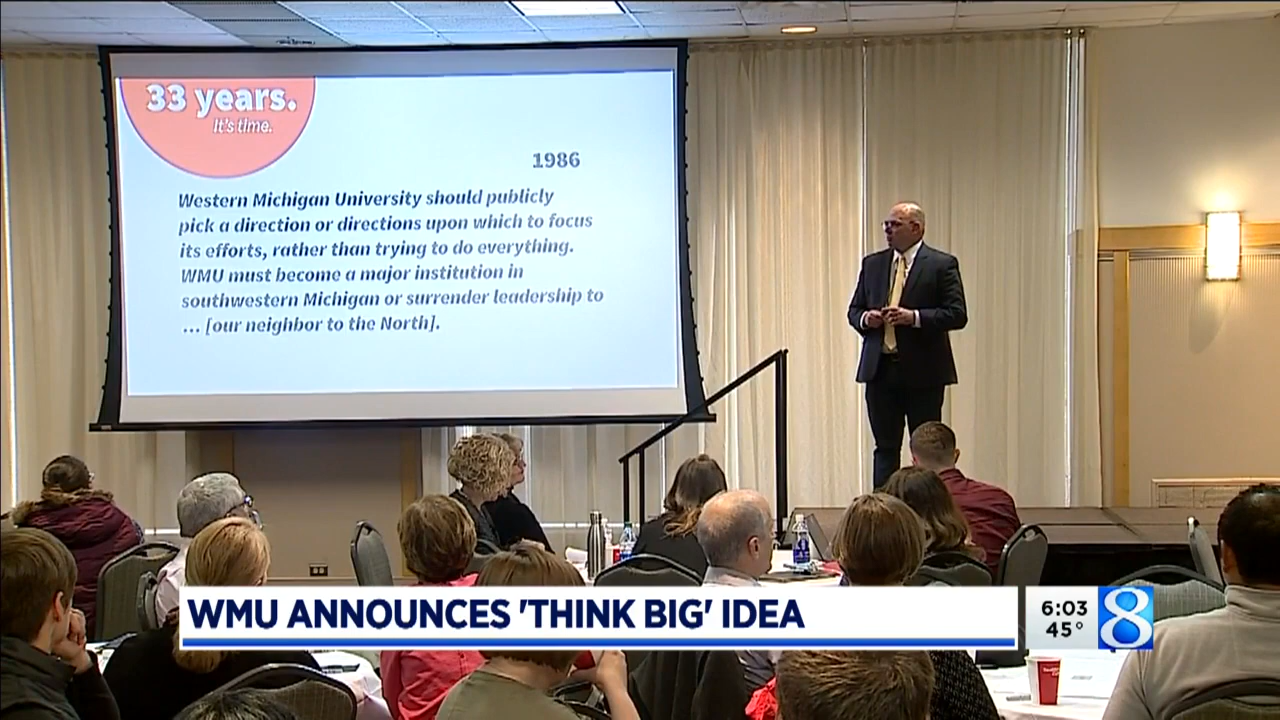 33 years.
It's time.
1986
Western Michigan University should publicly
pick a direction or directions upon which to focus
its efforts, rather than trying to do everything.
WMU must become a major institution in
southwestern Michigan or surrender leadership to
... [our neighbor to the North].
WMU ANNOUNCES 'THINK BIG' IDEA
6:03
45°
8